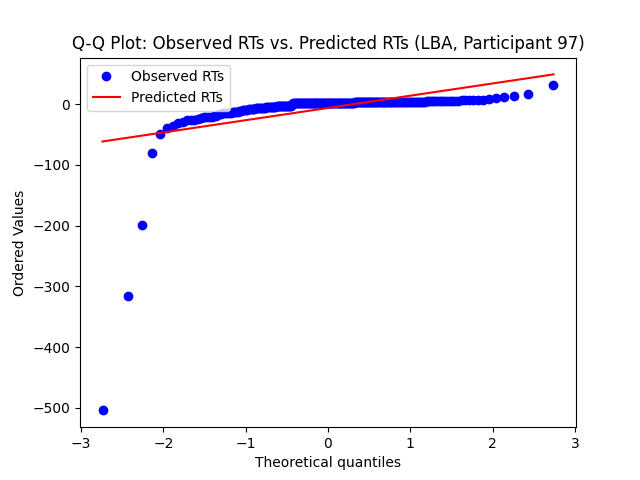 Q-Q Plot: Observed RTs vs. Predicted RTs (LBA, Participant 97)
Observed RTs
Predicted RTs
Ordered Values
0
−100
−200
−300
−400
−500
−3 −2 −1 0 1 2 3
Theoretical quantiles